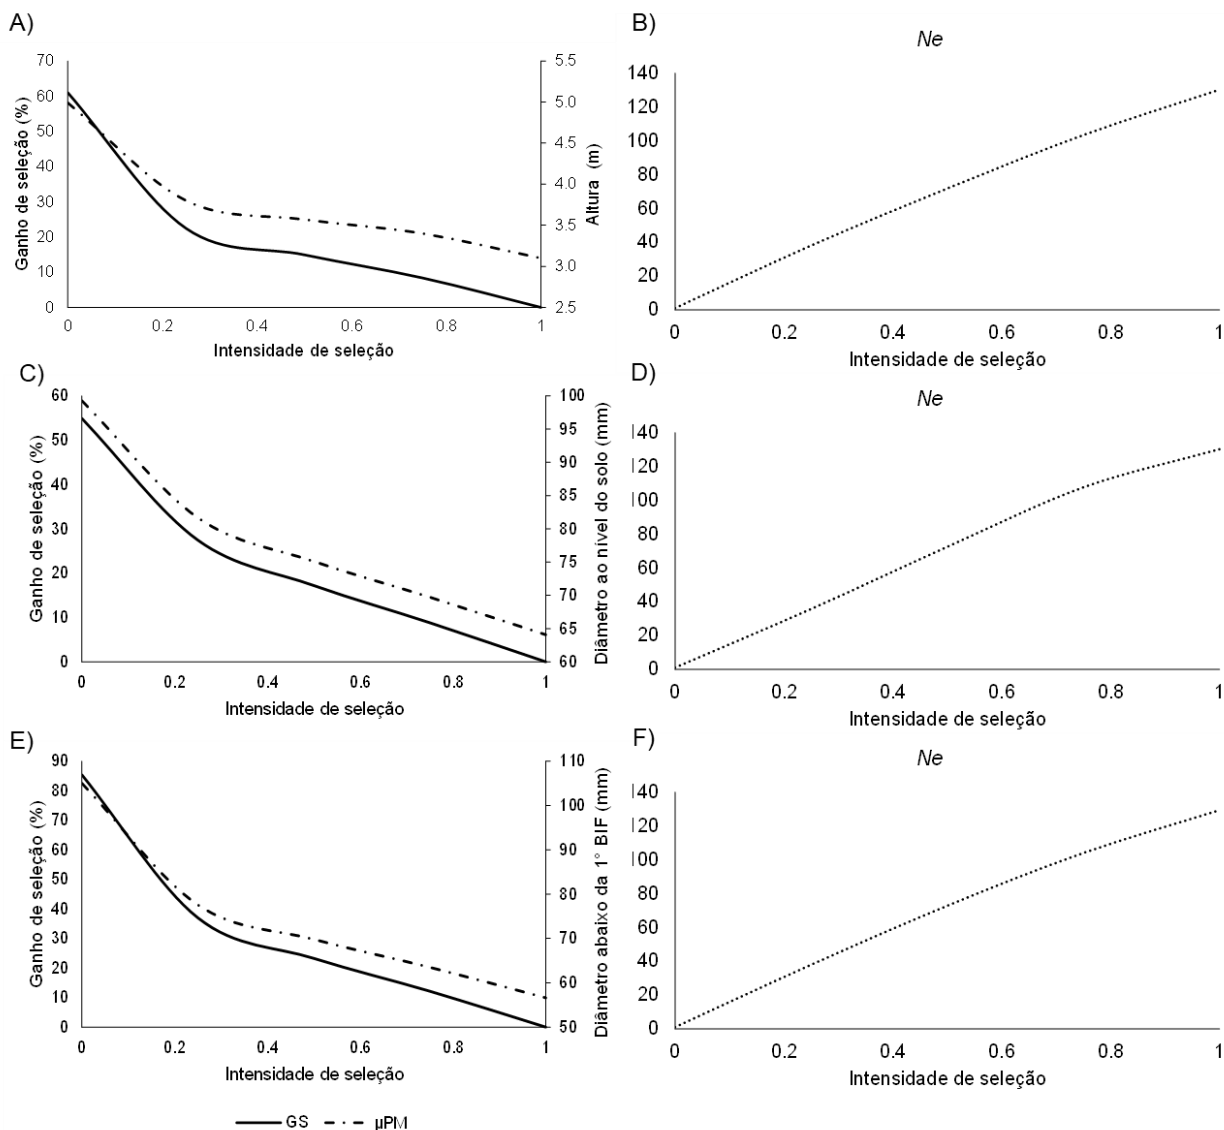 A)
Ganho de seleção (%)
70
60
50
40
30
20
10
0
5.5
5.0
4.5
4.0
3.5
3.0
2.5
Altura (m)
0 0.2 0.4 0.6 0.8 1
Intensidade de seleção
B)
Ne
140
120
100
80
60
40
20
0
0 0.2 0.4 0.6 0.8 1
Intensidade de seleção
C)
Ganho de seleção (%)
60
50
40
30
20
10
0
100
95
90
85
80
75
70
65
60
Diâmetro ao nível do solo (mm)
0 0.2 0.4 0.6 0.8 1
Intensidade de seleção
D)
Ne
140
120
100
80
60
40
20
0
0 0.2 0.4 0.6 0.8 1
Intensidade de seleção
E)
Ganho de seleção (%)
90
80
70
60
50
40
30
20
10
0
110
100
90
80
70
60
50
Diâmetro abaixo da 1° BIF (mm)
0 0.2 0.4 0.6 0.8 1
Intensidade de seleção
F)
Ne
140
120
100
80
60
40
20
0
0 0.2 0.4 0.6 0.8 1
Intensidade de seleção
GS µPM